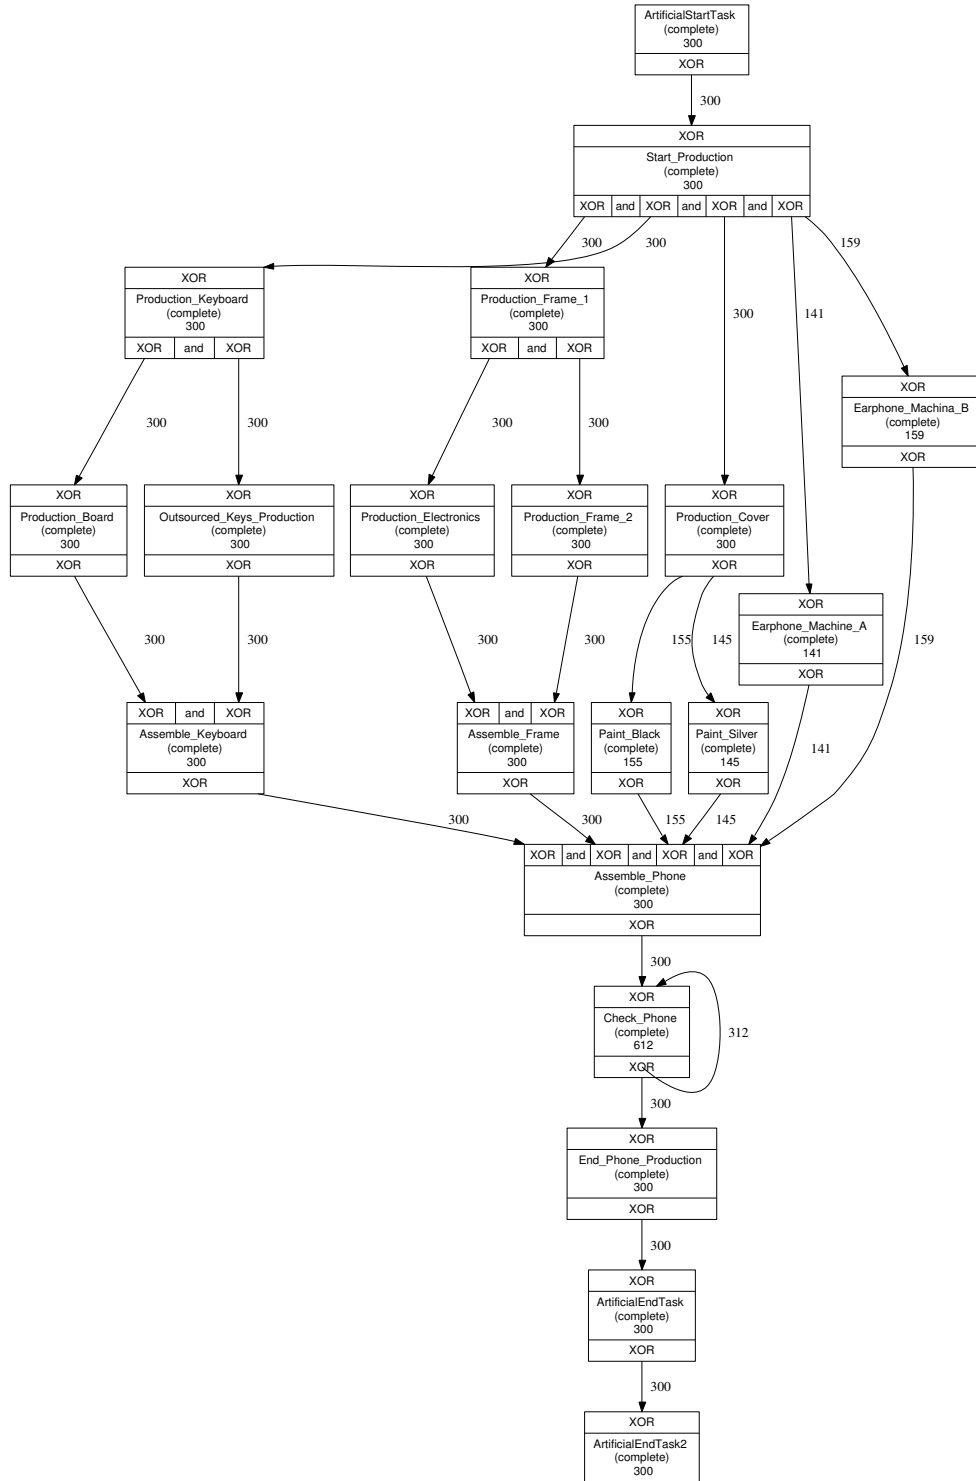 ArtificialStartTask
(complete)
300
XOR
300
XOR
Start_Production
(complete)
300
XOR and XOR and XOR and XOR
300
300
159
XOR
Production_Keyboard
(complete)
300
XOR and XOR
XOR
Production_Frame_1
(complete)
300
XOR and XOR
300
141
XOR
Earphone_Machina_B
(complete)
159
XOR
300
300
300
300
XOR
Production_Board
(complete)
300
XOR
XOR
Outsourced_Keys_Production
(complete)
300
XOR
XOR
Production_Electronics
(complete)
300
XOR
XOR
Production_Frame_2
(complete)
300
XOR
XOR
Production_Cover
(complete)
300
XOR
XOR
Earphone_Machine_A
(complete)
141
XOR
300
300
300
300
155
145
159
XOR and XOR
Assemble_Keyboard
(complete)
300
XOR
XOR and XOR
Assemble_Frame
(complete)
300
XOR
XOR
Paint_Black
(complete)
155
XOR
XOR
Paint_Silver
(complete)
145
XOR
141
300
300
155
145
XOR and XOR and XOR and XOR
Assemble_Phone
(complete)
300
XOR
300
XOR
Check_Phone
(complete)
612
XOR
312
300
XOR
End_Phone_Production
(complete)
300
XOR
300
XOR
ArtificialEndTask
(complete)
300
XOR
300
XOR
ArtificialEndTask2
(complete)
300